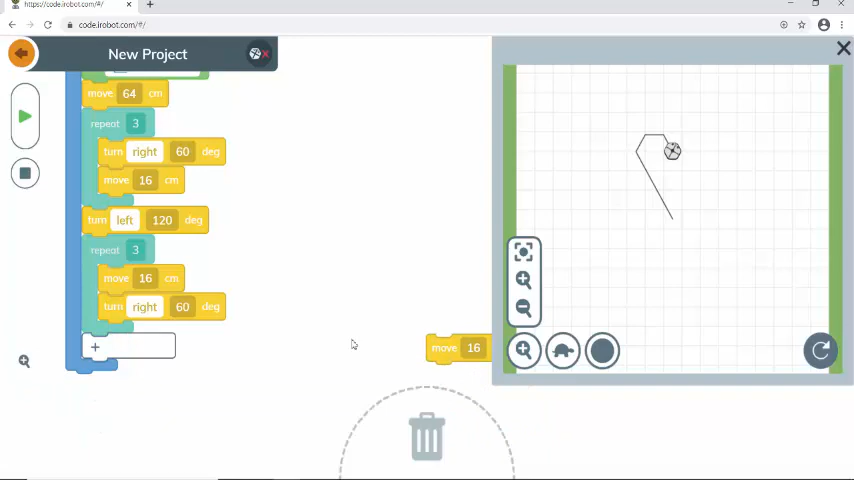 https://code.irobot.com/#/
code.irobot.com/#/
New Project
move 64 cm
repeat 3
turn right 60 deg
move 16 cm
turn left 120 deg
repeat 3
move 16 cm
turn right 60 deg
+
move 16